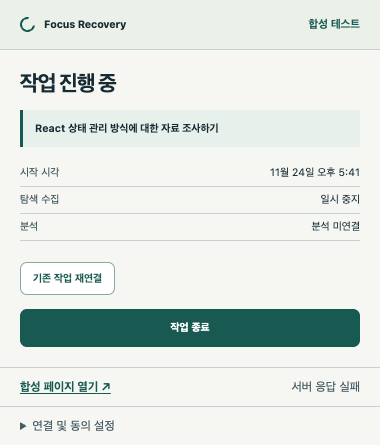 Focus Recovery
합성 테스트
작업 진행 중
React 상태 관리 방식에 대한 자료 조사하기
시작 시각 11월 24일 오후 5:41
탐색 수집 일시 중지
분석 분석 미연결
기존 작업 재연결
작업 종료
합성 페이지 열기 ↗ 서버 응답 실패
▶ 연결 및 동의 설정